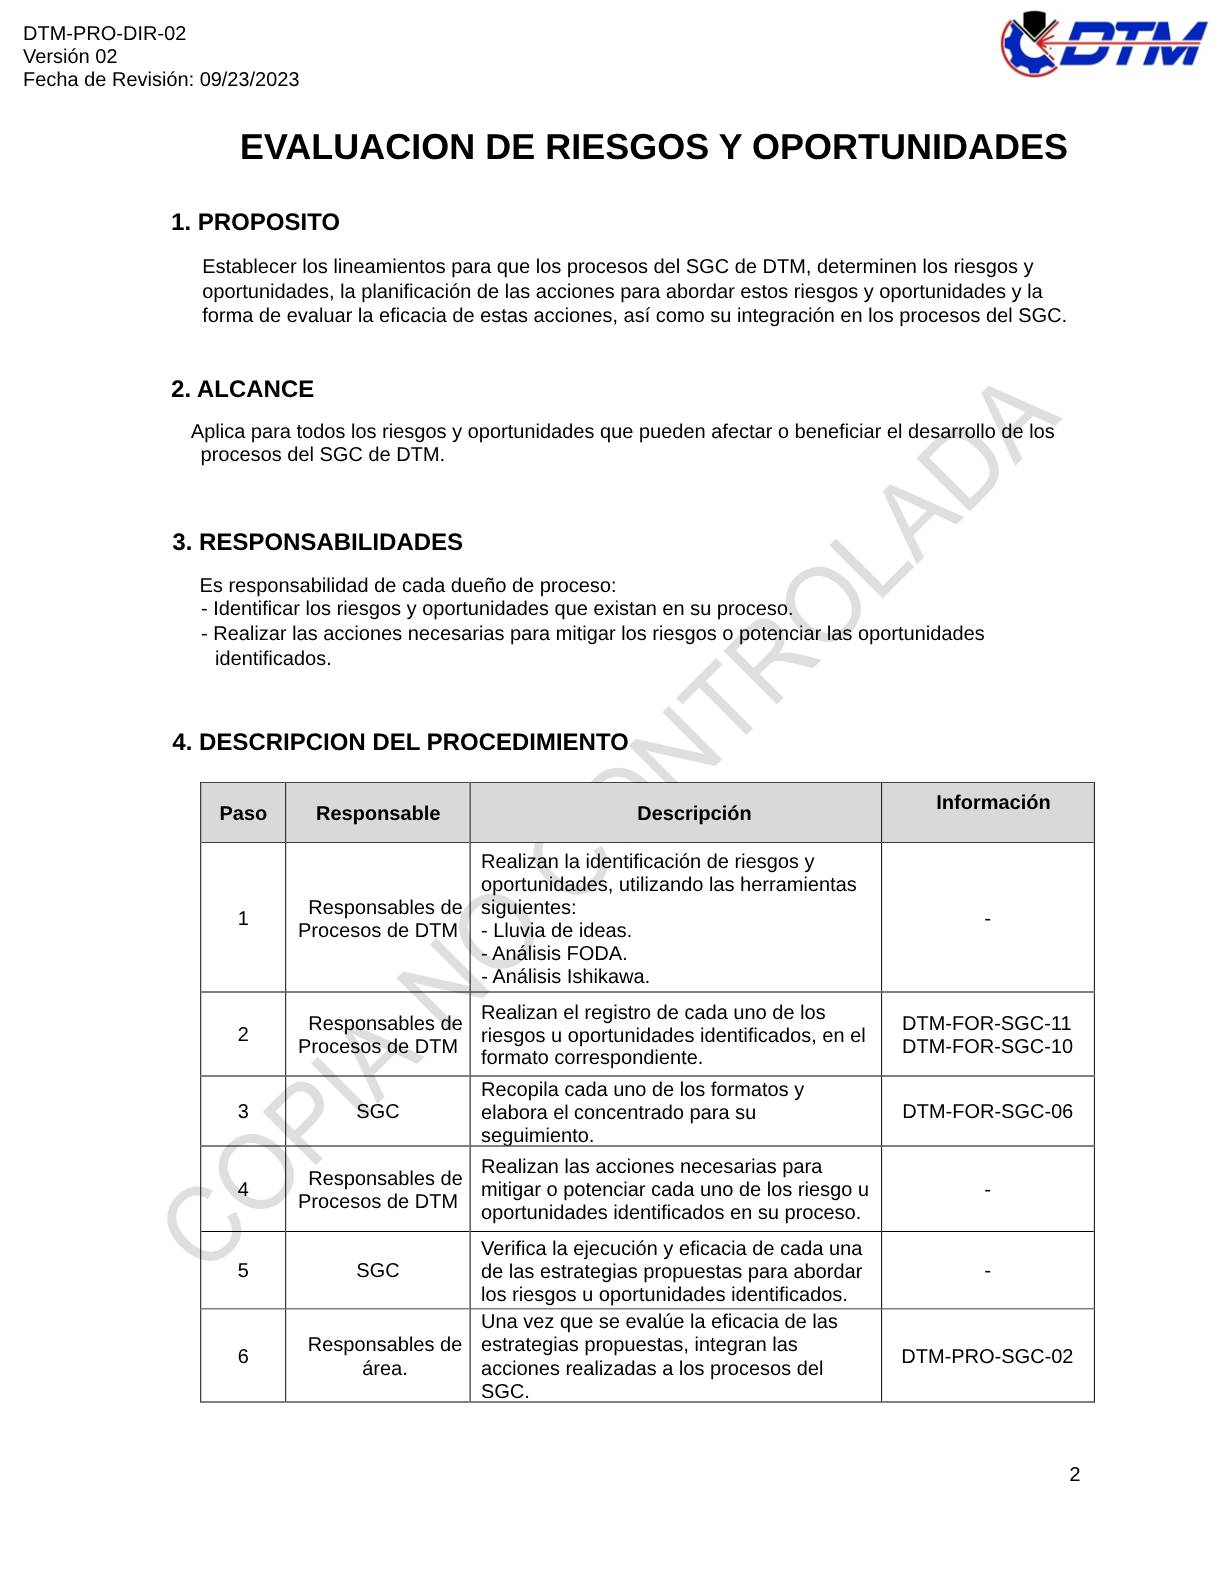 DTM-PRO-DIR-02
Versión 02
Fecha de Revisión: 09/23/2023
DTM
EVALUACION DE RIESGOS Y OPORTUNIDADES
1. PROPOSITO
Establecer los lineamientos para que los procesos del SGC de DTM, determinen los riesgos y
oportunidades, la planificación de las acciones para abordar estos riesgos y oportunidades y la
forma de evaluar la eficacia de estas acciones, así como su integración en los procesos del SGC.
2. ALCANCE
Aplica para todos los riesgos y oportunidades que pueden afectar o beneficiar el desarrollo de los
procesos del SGC de DTM.
3. RESPONSABILIDADES
Es responsabilidad de cada dueño de proceso:
- Identificar los riesgos y oportunidades que existan en su proceso.
- Realizar las acciones necesarias para mitigar los riesgos o potenciar las oportunidades
identificados.
4. DESCRIPCION DEL PROCEDIMIENTO
Paso Responsable Descripción Información
1
Responsables de
Procesos de DTM
Realizan la identificación de riesgos y
oportunidades, utilizando las herramientas
siguientes:
- Lluvia de ideas.
- Análisis FODA.
- Análisis Ishikawa.
-
2
Responsables de
Procesos de DTM
Realizan el registro de cada uno de los
riesgos u oportunidades identificados, en el
formato correspondiente.
DTM-FOR-SGC-11
DTM-FOR-SGC-10
3
SGC
Recopila cada uno de los formatos y
elabora el concentrado para su
seguimiento.
DTM-FOR-SGC-06
4
Responsables de
Procesos de DTM
Realizan las acciones necesarias para
mitigar o potenciar cada uno de los riesgo u
oportunidades identificados en su proceso.
-
5
SGC
Verifica la ejecución y eficacia de cada una
de las estrategias propuestas para abordar
los riesgos u oportunidades identificados.
-
6
Responsables de
área.
Una vez que se evalúe la eficacia de las
estrategias propuestas, integran las
acciones realizadas a los procesos del
SGC.
DTM-PRO-SGC-02
COPIA NO CONTROLADA
2